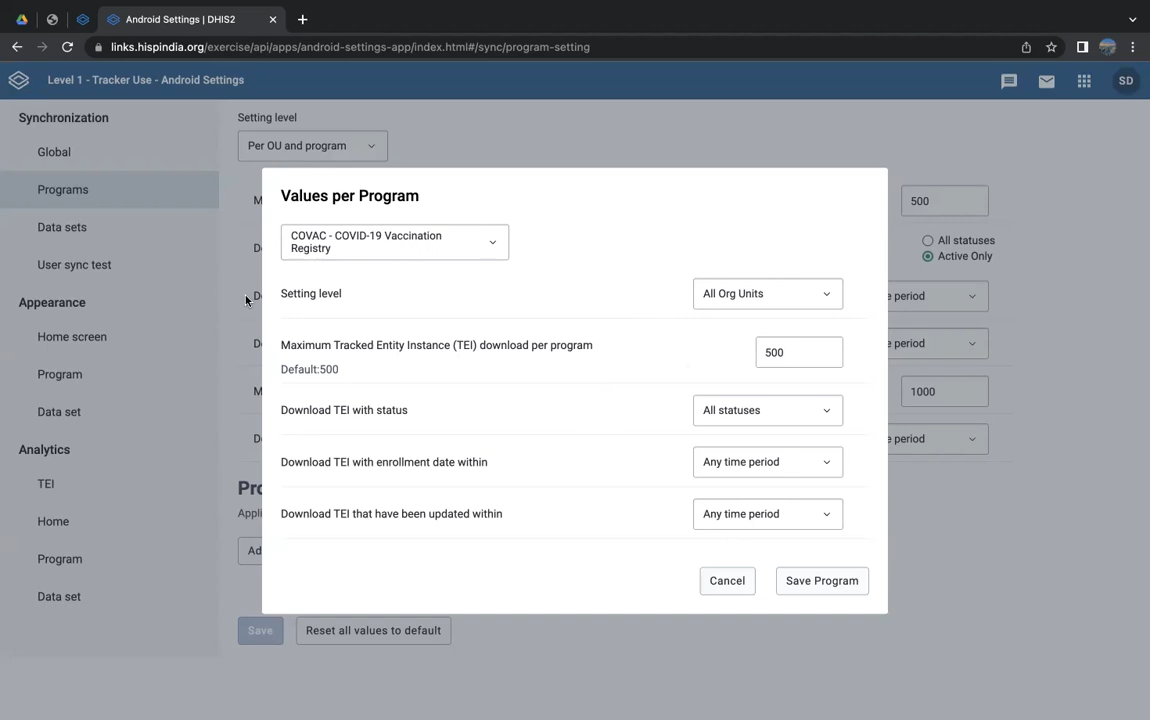 Android Settings | DHIS2
links.hispindia.org/exercise/api/apps/android-settings-app/index.html#/sync/program-setting
Level 1 - Tracker Use - Android Settings
SD
Synchronization
Global
Programs
Data sets
User sync test
Appearance
Home screen
Program
Data set
Analytics
TEI
Home
Program
Data set
Setting level
Per OU and program
500
All statuses
Active Only
e period
e period
1000
e period
Values per Program
COVAC - COVID-19 Vaccination
Registry
Setting level
All Org Units
Maximum Tracked Entity Instance (TEI) download per program
500
Default:500
Download TEI with status
All statuses
Download TEI with enrollment date within
Any time period
Download TEI that have been updated within
Any time period
Cancel
Save Program
Save
Reset all values to default